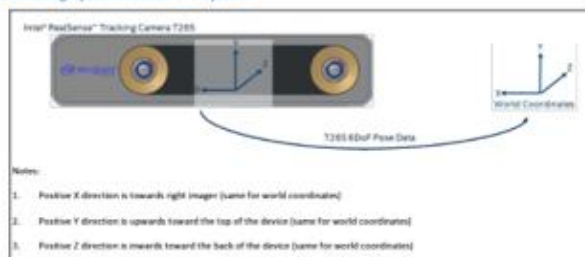 Intel® RealSense™ Tracking Camera T265
Y
Z
Y
Z
X
World Coordinates
T265 6DoF Pose Data
Notes:
1. Positive X direction is towards right imager (same for world coordinates)
2. Positive Y direction is upwards toward the top of the device (same for world coordinates)
3. Positive Z direction is inwards toward the back of the device (same for world coordinates)